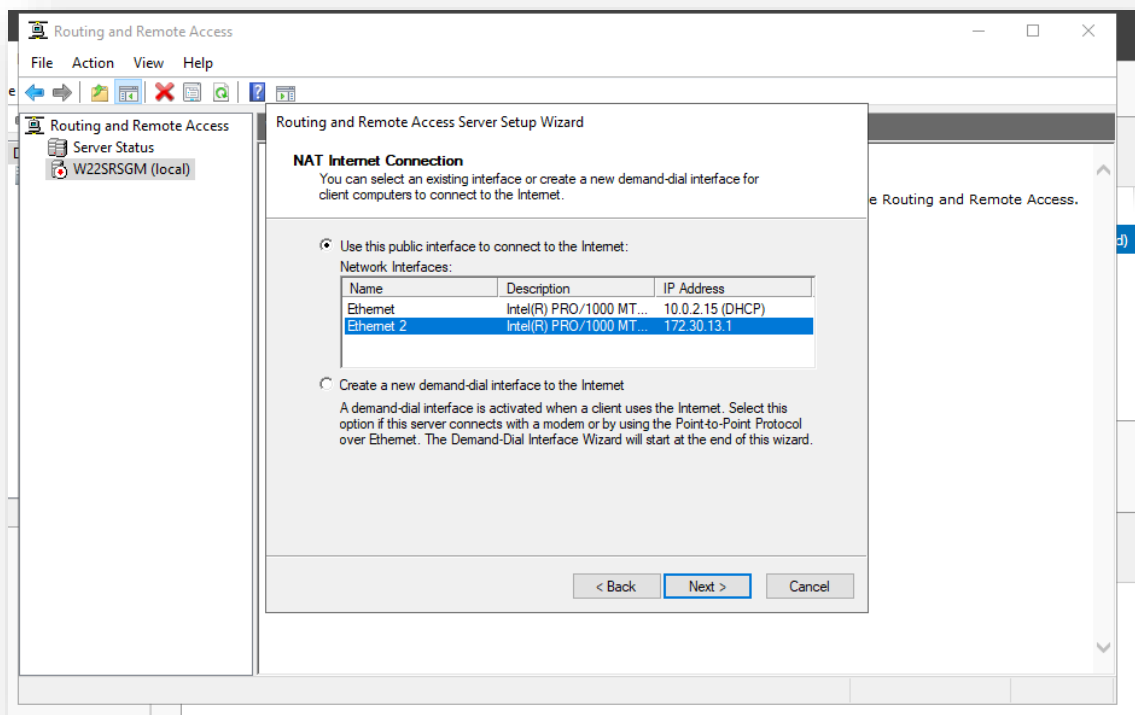 Routing and Remote Access
File Action View Help
Routing and Remote Access
Server Status
W22SRSGM (local)
Routing and Remote Access Server Setup Wizard
NAT Internet Connection
You can select an existing interface or create a new demand-dial interface for
client computers to connect to the Internet.
e Routing and Remote Access.
Use this public interface to connect to the Internet:
Network Interfaces:
Name Description IP Address
Ethernet Intel(R) PRO/1000 MT... 10.0.2.15 (DHCP)
Ethernet 2 Intel(R) PRO/1000 MT... 172.30.13.1
Create a new demand-dial interface to the Internet
A demand-dial interface is activated when a client uses the Internet. Select this
option if this server connects with a modem or by using the Point-to-Point Protocol
over Ethernet. The Demand-Dial Interface Wizard will start at the end of this wizard.
< Back Next > Cancel
d)